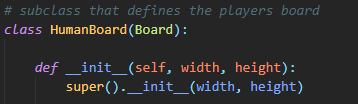 # subclass that defines the players board
class HumanBoard(Board):
def __init__(self, width, height):
super().__init__(width, height)